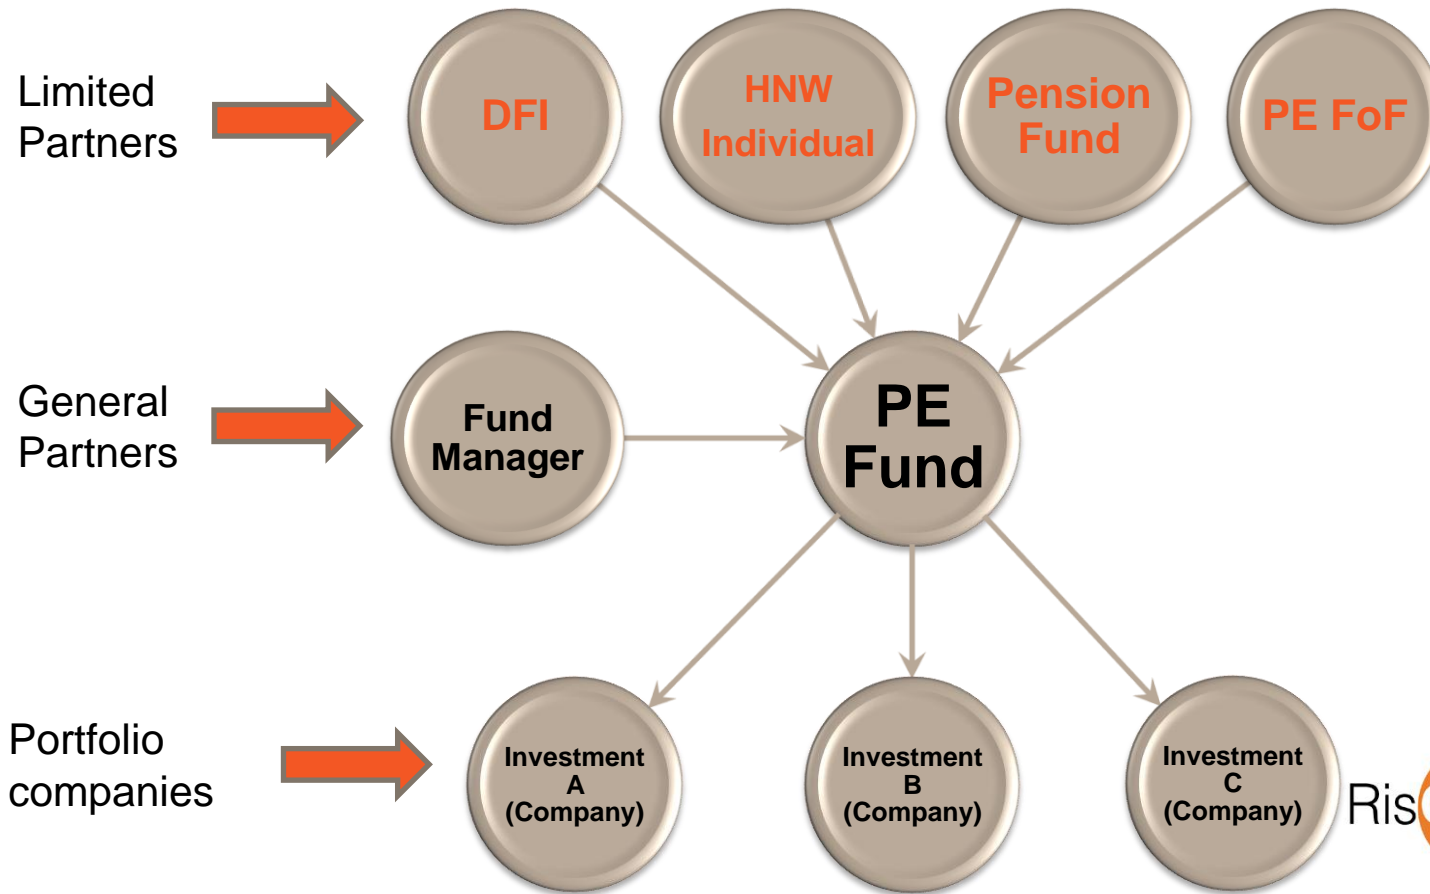 Limited
Partners
DFI
HNW
Individual
Pension
Fund
PE FoF
General
Partners
Fund
Manager
PE
Fund
Portfolio
companies
Investment
A
(Company)
Investment
B
(Company)
Investment
C
(Company)
Ris